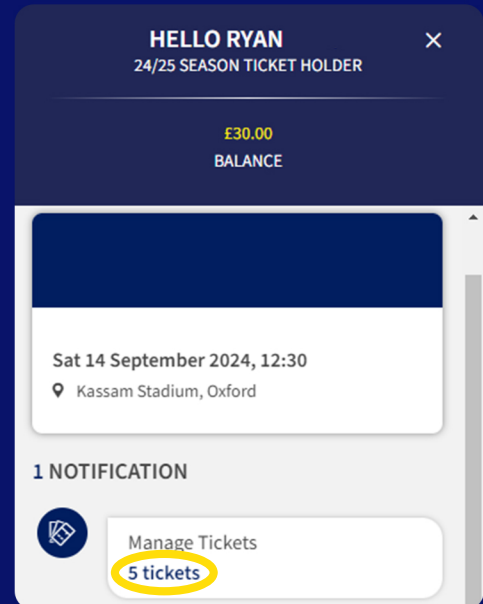 HELLO RYAN
24/25 SEASON TICKET HOLDER
£30.00
BALANCE
Sat 14 September 2024, 12:30
Kassam Stadium, Oxford
1 NOTIFICATION
Manage Tickets
5 tickets